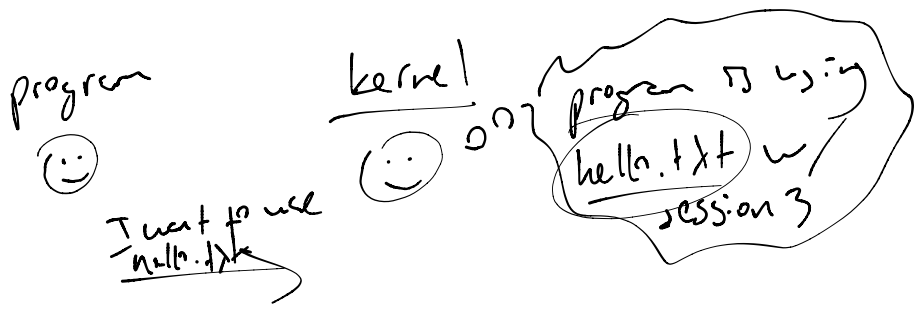 program
kernel
program is using
hello.txt w/
session 3
I want to use
hello.txt